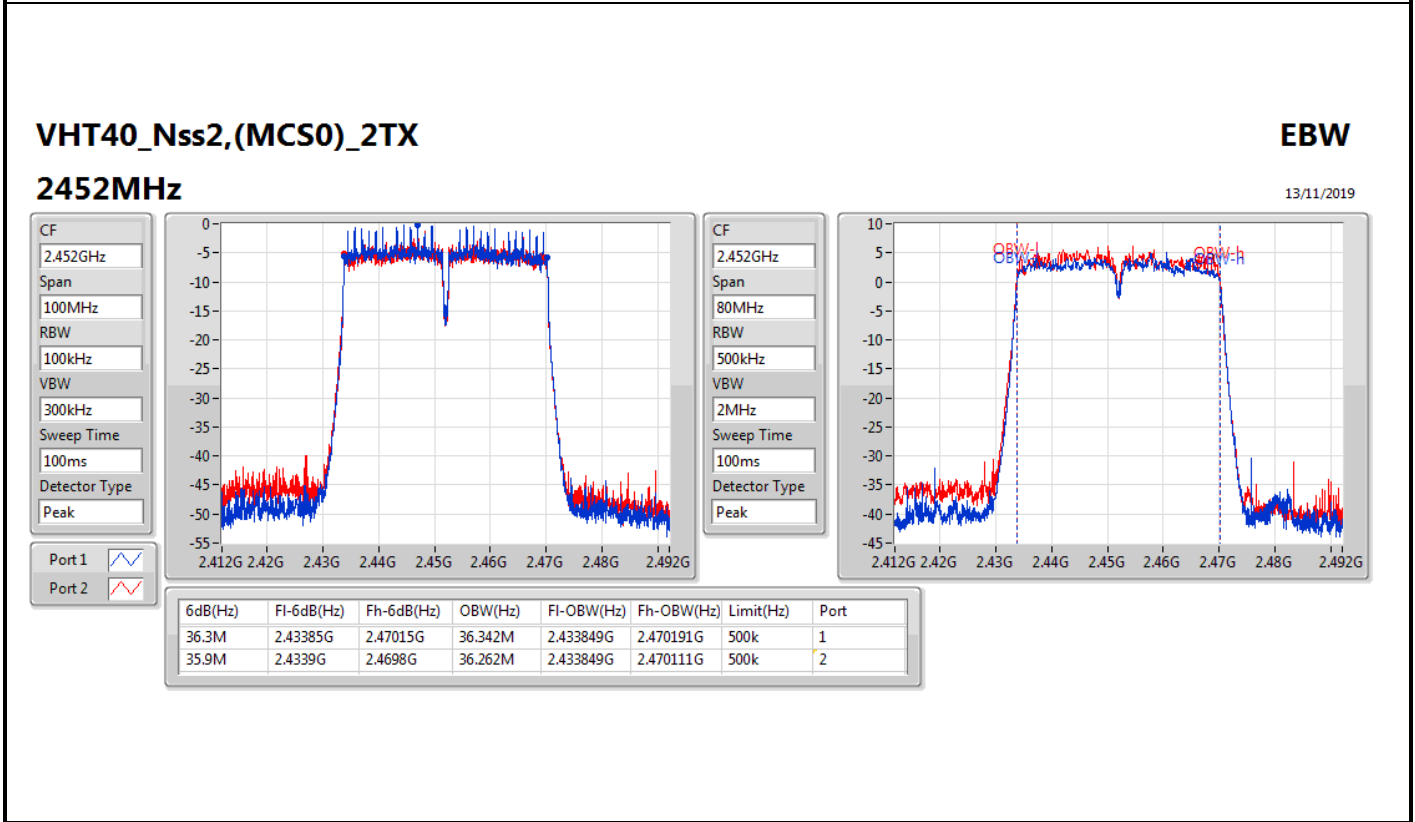 VHT40_Nss2,(MCS0)_2TX
EBW
2452MHz
13/11/2019
CF
2.452GHz
Span
100MHz
RBW
100kHz
VBW
300kHz
Sweep Time
100ms
Detector Type
Peak
Port 1
Port 2
0
-5
-10
-15
-20
-25
-30
-35
-40
-45
-50
-55
2.412G 2.42G 2.43G 2.44G 2.45G 2.46G 2.47G 2.48G 2.492G
CF
2.452GHz
Span
80MHz
RBW
500kHz
VBW
2MHz
Sweep Time
100ms
Detector Type
Peak
10
5
0
-5
-10
-15
-20
-25
-30
-35
-40
-45
OBW-l
OBW-h
2.412G 2.42G 2.43G 2.44G 2.45G 2.46G 2.47G 2.48G 2.492G
6dB(Hz) Fl-6dB(Hz) Fh-6dB(Hz) OBW(Hz) Fl-OBW(Hz) Fh-OBW(Hz) Limit(Hz) Port
36.3M 2.43385G 2.47015G 36.342M 2.433849G 2.470191G 500k 1
35.9M 2.4339G 2.4698G 36.262M 2.433849G 2.470111G 500k 2